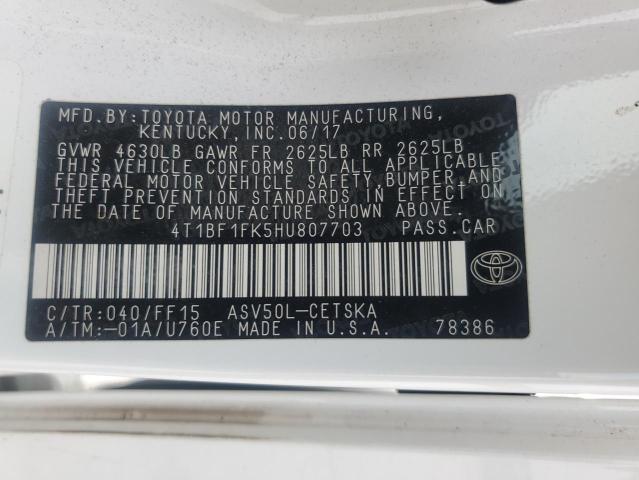 MFD.BY:TOYOTA MOTOR MANUFACTURING,
KENTUCKY,INC.06/17
GVWR 4630LB GAWR FR 2625LB RR 2625LB
THIS VEHICLE CONFORMS TO ALL APPLICABLE
FEDERAL MOTOR VEHICLE SAFETY,BUMPER,AND
THEFT PREVENTION STANDARDS IN EFFECT ON
THE DATE OF MANUFACTURE SHOWN ABOVE.
4T1BF1FK5HU807703 PASS.CAR
C/TR:040/FF15 ASV50L-CETSKA
A/TM:-01A/U760E MADE IN U.S.A. 78386